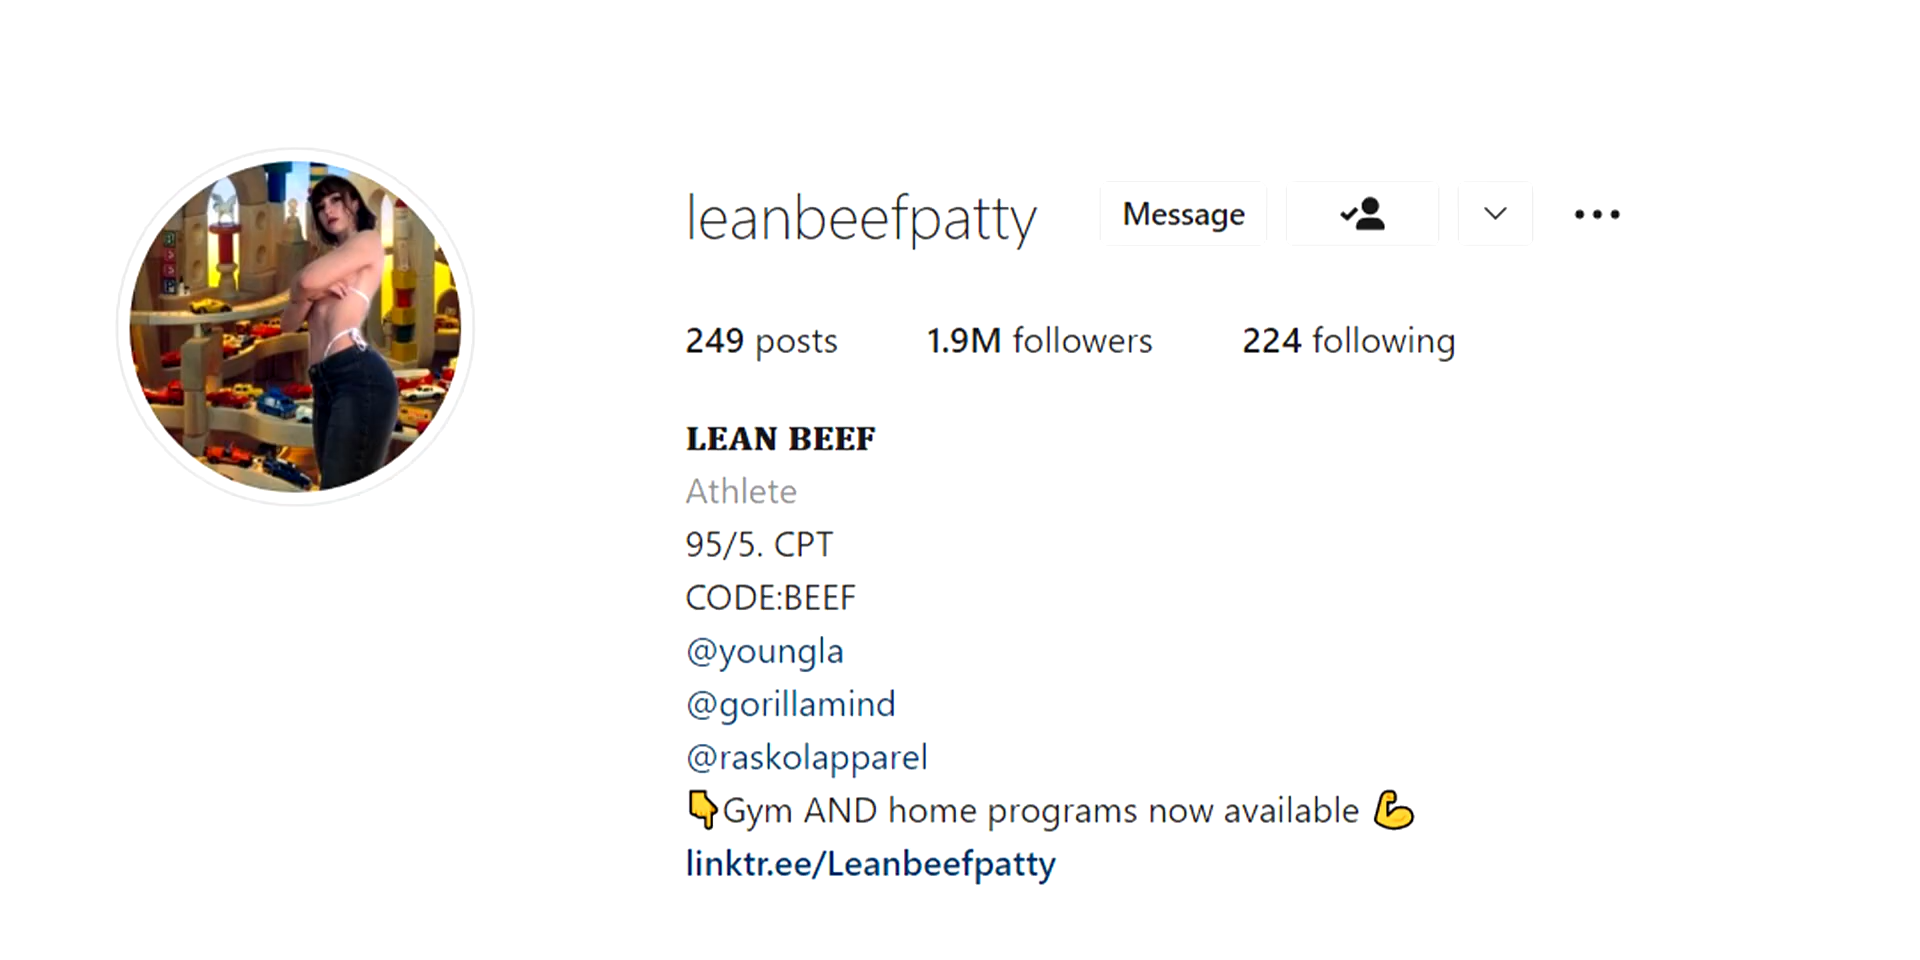 leanbeefpatty Message
249 posts 1.9M followers 224 following
LEAN BEEF
Athlete
95/5. CPT
CODE:BEEF
@youngla
@gorillamind
@raskolapparel
👇Gym AND home programs now available 💪
linktr.ee/Leanbeefpatty